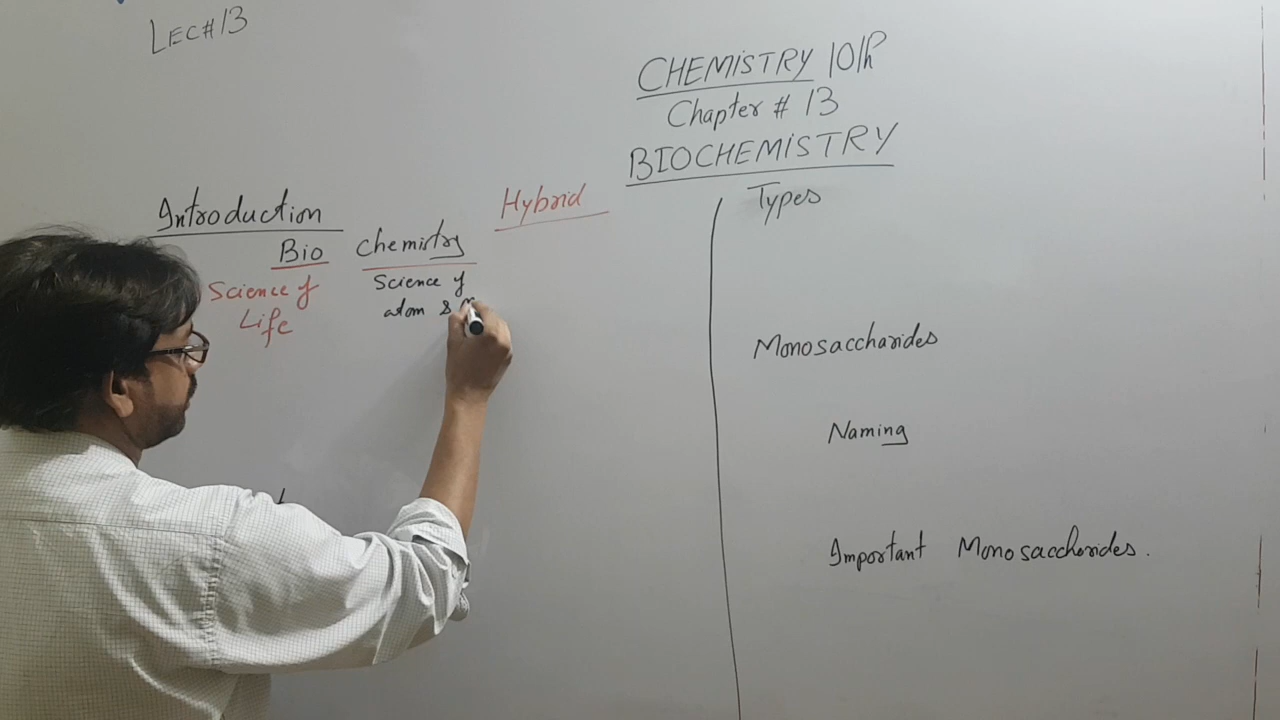 LEC#13
CHEMISTRY 10th
Chapter # 13
BIOCHEMISTRY
Introduction
Bio Chemistry
Hybrid
Science of
Life
Science of
atom & m
Types
Monosaccharides
Naming
Important Monosaccharides.